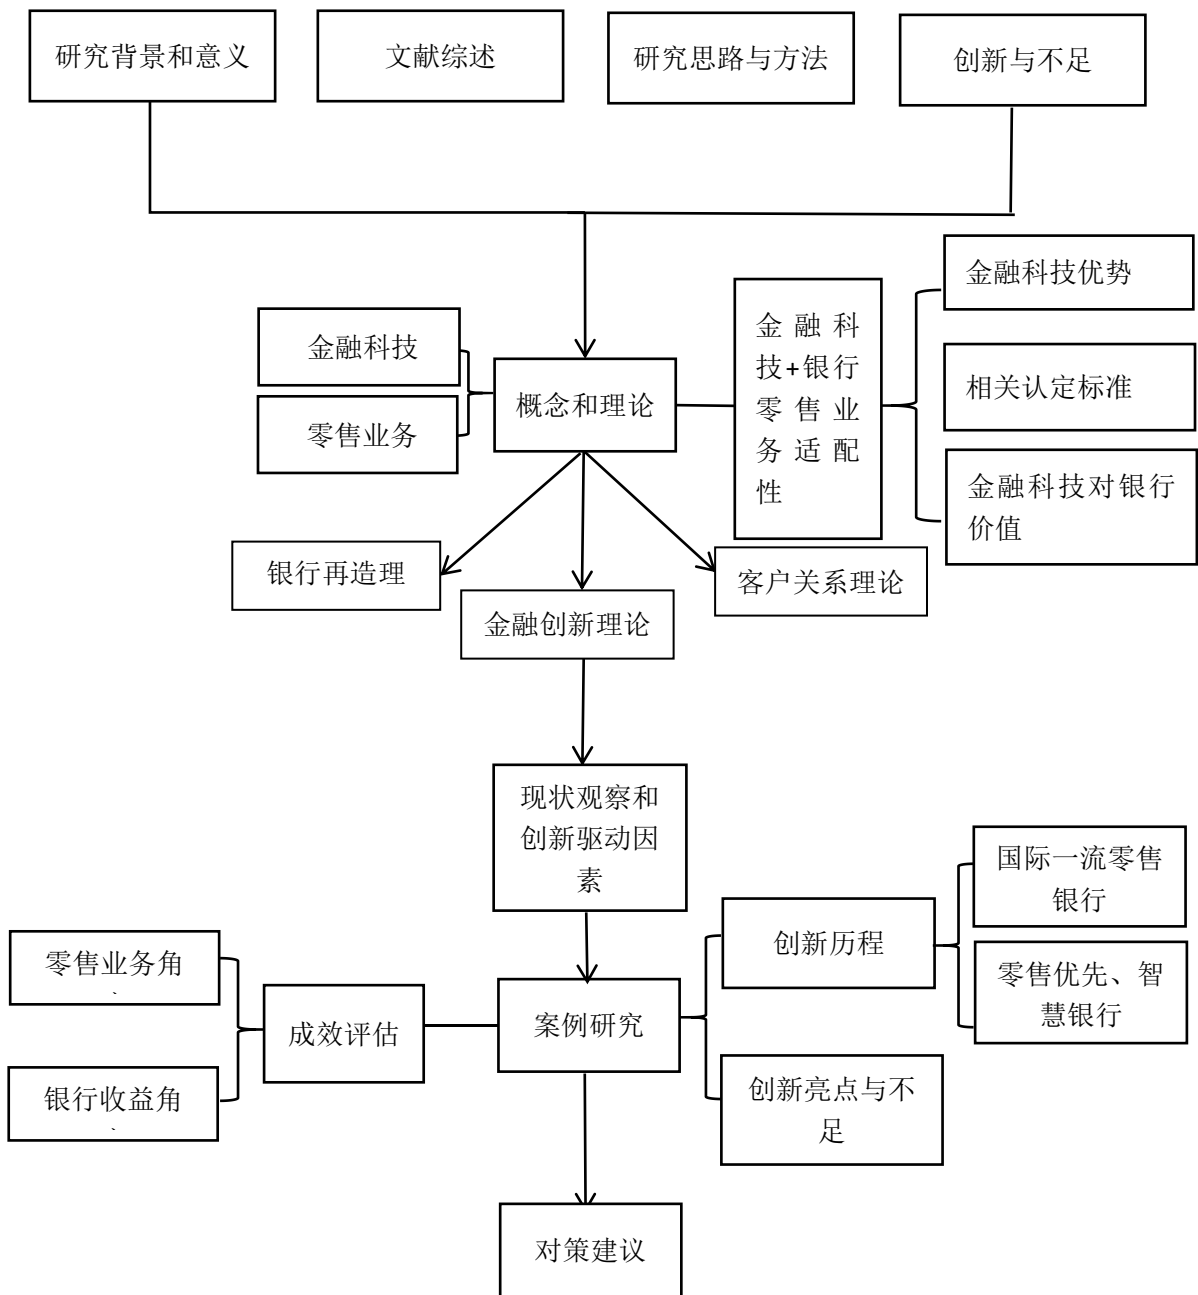 研究背景和意义
文献综述
研究思路与方法
创新与不足
金融科技
零售业务
概念和理论
金融科
技+银行
零售业
务适配
性
金融科技优势
相关认定标准
金融科技对银行
价值
银行再造理
金融创新理论
客户关系理论
现状观察和
创新驱动因
素
零售业务角
银行收益角
成效评估
案例研究
创新历程
国际一流零售
银行
零售优先、智
慧银行
创新亮点与不
足
对策建议